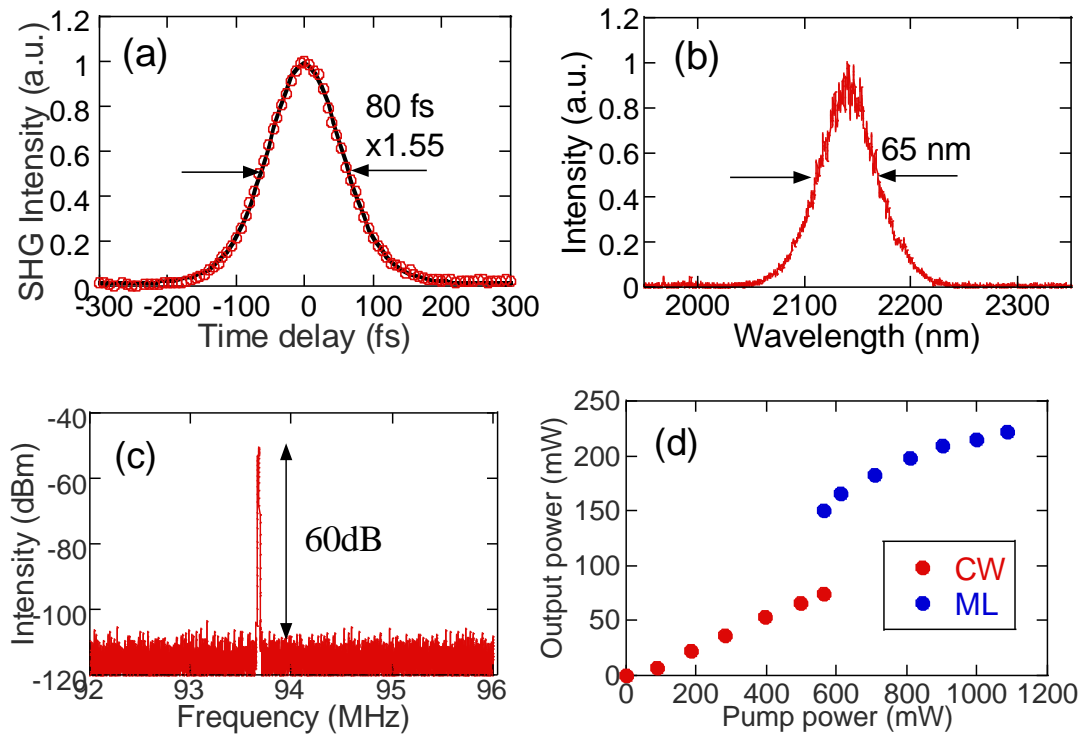 (a)
SHG Intensity (a.u.)
1.2
1
0.8
0.6
0.4
0.2
0
80 fs
x1.55
-300 -200 -100 0 100 200 300
Time delay (fs)
(b)
Intensity (a.u.)
1.2
1
0.8
0.6
0.4
0.2
0
65 nm
2000 2100 2200 2300
Wavelength (nm)
(c)
Intensity (dBm)
-40
-60
-80
-100
-120
60dB
92 93 94 95 96
Frequency (MHz)
(d)
Output power (mW)
250
200
150
100
50
0
CW
ML
0 200 400 600 800 1000 1200
Pump power (mW)